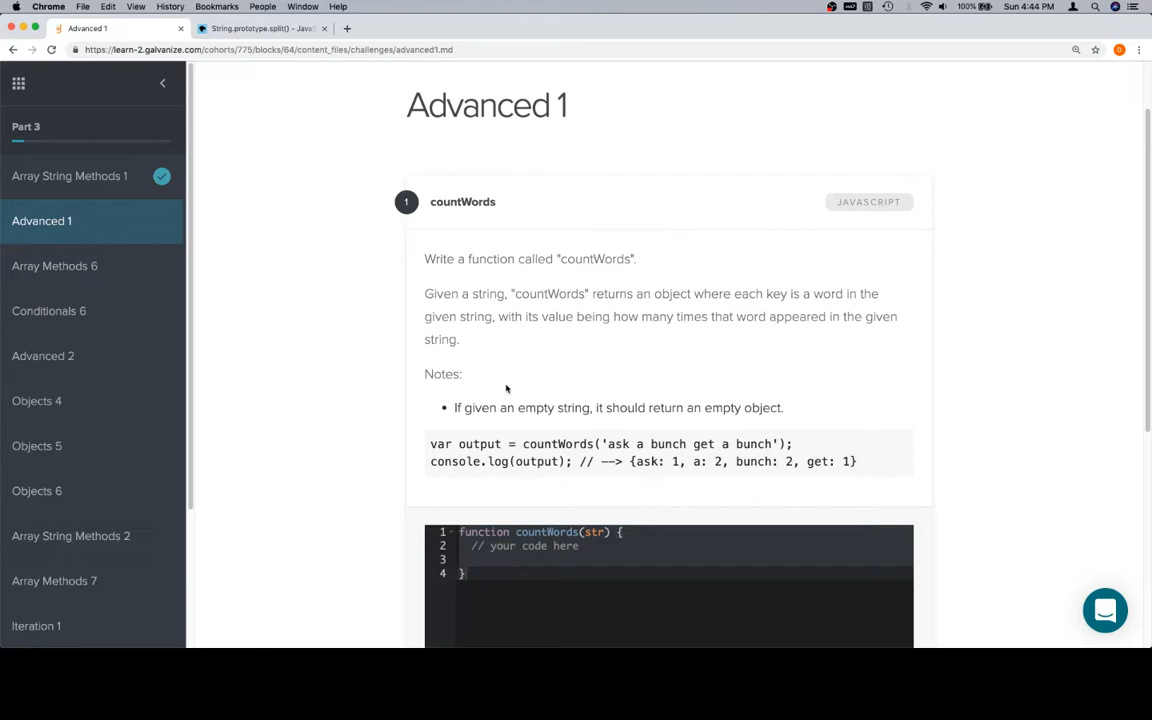 Chrome File Edit View History Bookmarks People Window Help 100% Sun 4:44 PM
Advanced 1 × String.prototype.split() - JavaS × +
https://learn-2.galvanize.com/cohorts/775/blocks/64/content_files/challenges/advanced1.md
Part 3
Array String Methods 1
Advanced 1
Array Methods 6
Conditionals 6
Advanced 2
Objects 4
Objects 5
Objects 6
Array String Methods 2
Array Methods 7
Iteration 1
Advanced 1
1 countWords JAVASCRIPT
Write a function called "countWords".
Given a string, "countWords" returns an object where each key is a word in the
given string, with its value being how many times that word appeared in the given
string.
Notes:
• If given an empty string, it should return an empty object.
var output = countWords('ask a bunch get a bunch');
console.log(output); // --> {ask: 1, a: 2, bunch: 2, get: 1}
1 function countWords(str) {
2 // your code here
3
4 }